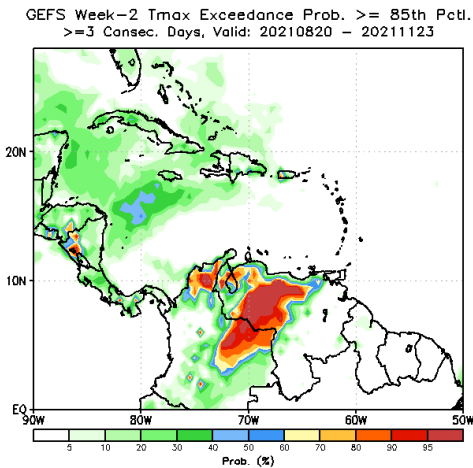 GEFS Week-2 Tmax Exceedance Prob. >= 85th Pctl.
>=3 Consec. Days, Valid: 20210820 - 20211123
20N
10N
EQ
90W 80W 70W 60W 50W
5 10 20 30 40 50 60 70 80 90 95
Prob. (%)